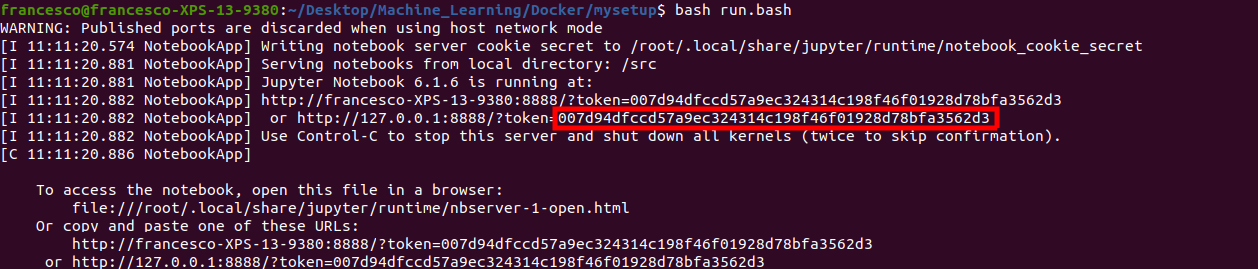 francesco@francesco-XPS-13-9380:~/Desktop/Machine_Learning/Docker/mysetup$ bash run.bash
WARNING: Published ports are discarded when using host network mode
[I 11:11:20.574 NotebookApp] Writing notebook server cookie secret to /root/.local/share/jupyter/runtime/notebook_cookie_secret
[I 11:11:20.881 NotebookApp] Serving notebooks from local directory: /src
[I 11:11:20.881 NotebookApp] Jupyter Notebook 6.1.6 is running at:
[I 11:11:20.882 NotebookApp] http://francesco-XPS-13-9380:8888/?token=007d94dfccd57a9ec324314c198f46f01928d78bfa3562d3
[I 11:11:20.882 NotebookApp]  or http://127.0.0.1:8888/?token=007d94dfccd57a9ec324314c198f46f01928d78bfa3562d3
[I 11:11:20.882 NotebookApp] Use Control-C to stop this server and shut down all kernels (twice to skip confirmation).
[C 11:11:20.886 NotebookApp]
To access the notebook, open this file in a browser:
file:///root/.local/share/jupyter/runtime/nbserver-1-open.html
Or copy and paste one of these URLs:
http://francesco-XPS-13-9380:8888/?token=007d94dfccd57a9ec324314c198f46f01928d78bfa3562d3
or http://127.0.0.1:8888/?token=007d94dfccd57a9ec324314c198f46f01928d78bfa3562d3